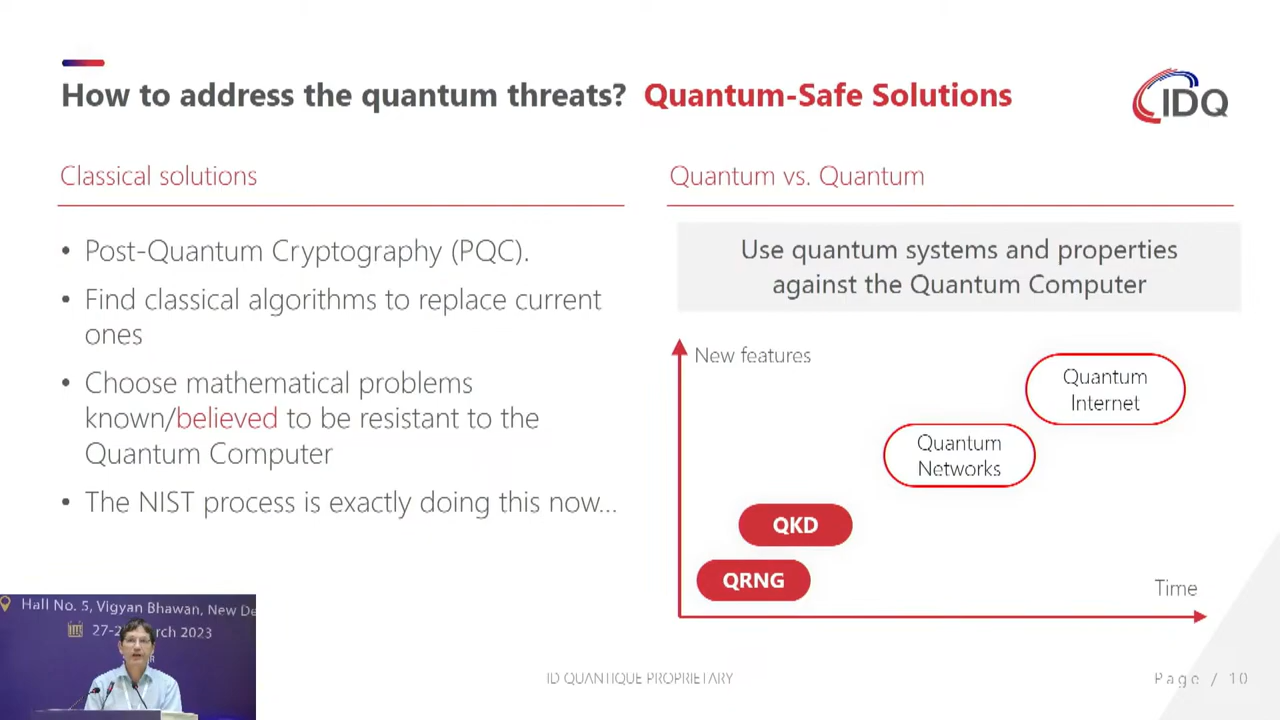 How to address the quantum threats? Quantum-Safe Solutions
IDQ
Classical solutions
• Post-Quantum Cryptography (PQC).
• Find classical algorithms to replace current
ones
• Choose mathematical problems
known/believed to be resistant to the
Quantum Computer
• The NIST process is exactly doing this now...
Quantum vs. Quantum
Use quantum systems and properties
against the Quantum Computer
New features
Quantum
Internet
Quantum
Networks
QKD
QRNG
Time
Hall No. 5, Vigyan Bhawan, New De
2023
ID QUANTIQUE PROPRIETARY
Page / 10